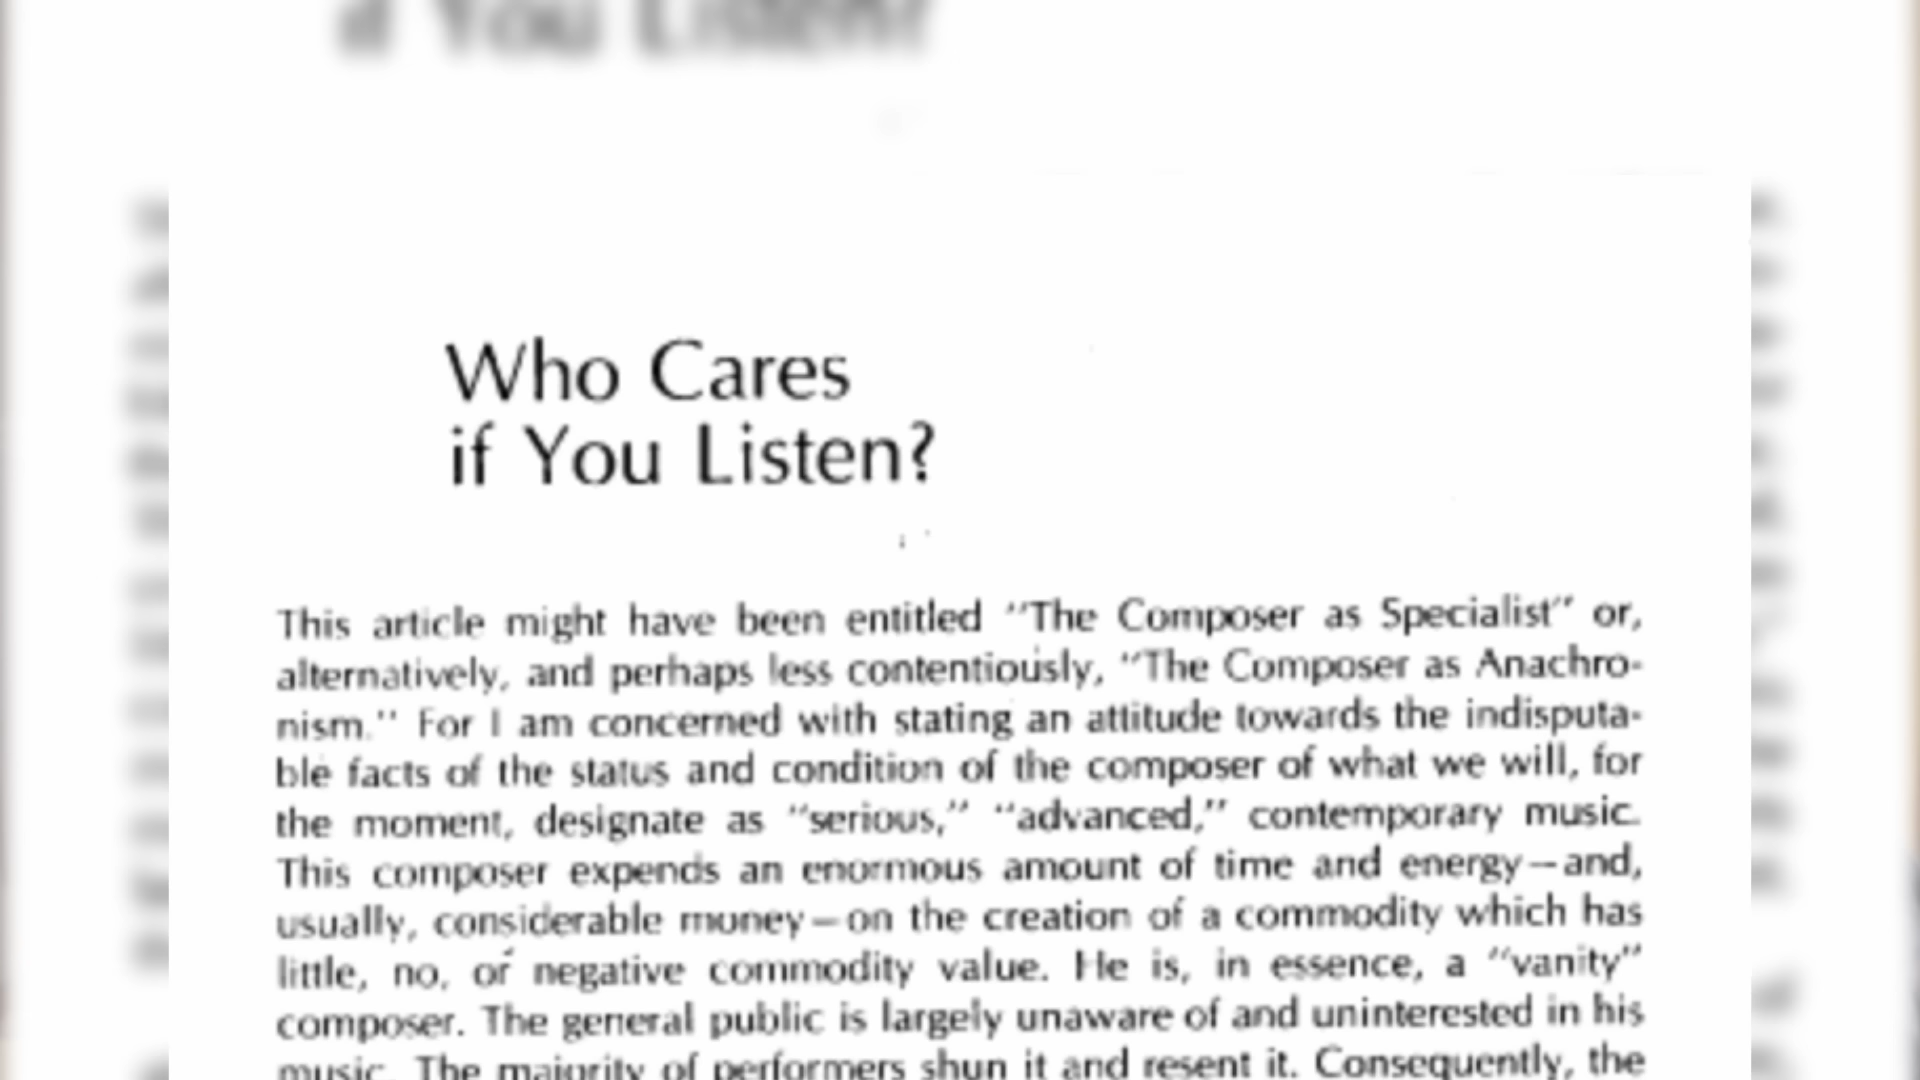 if You Listen?
Who Cares
if You Listen?
This article might have been entitled ‘‘The Composer as Specialist’’ or,
alternatively, and perhaps less contentiously, ‘‘The Composer as Anachro-
nism.’’ For I am concerned with stating an attitude towards the indisputa-
ble facts of the status and condition of the composer of what we will, for
the moment, designate as ‘‘serious,’’ ‘‘advanced,’’ contemporary music.
This composer expends an enormous amount of time and energy—and,
usually, considerable money—on the creation of a commodity which has
little, no, or negative commodity value. He is, in essence, a ‘‘vanity’’
composer. The general public is largely unaware of and uninterested in his
music. The majority of performers shun it and resent it. Consequently, the